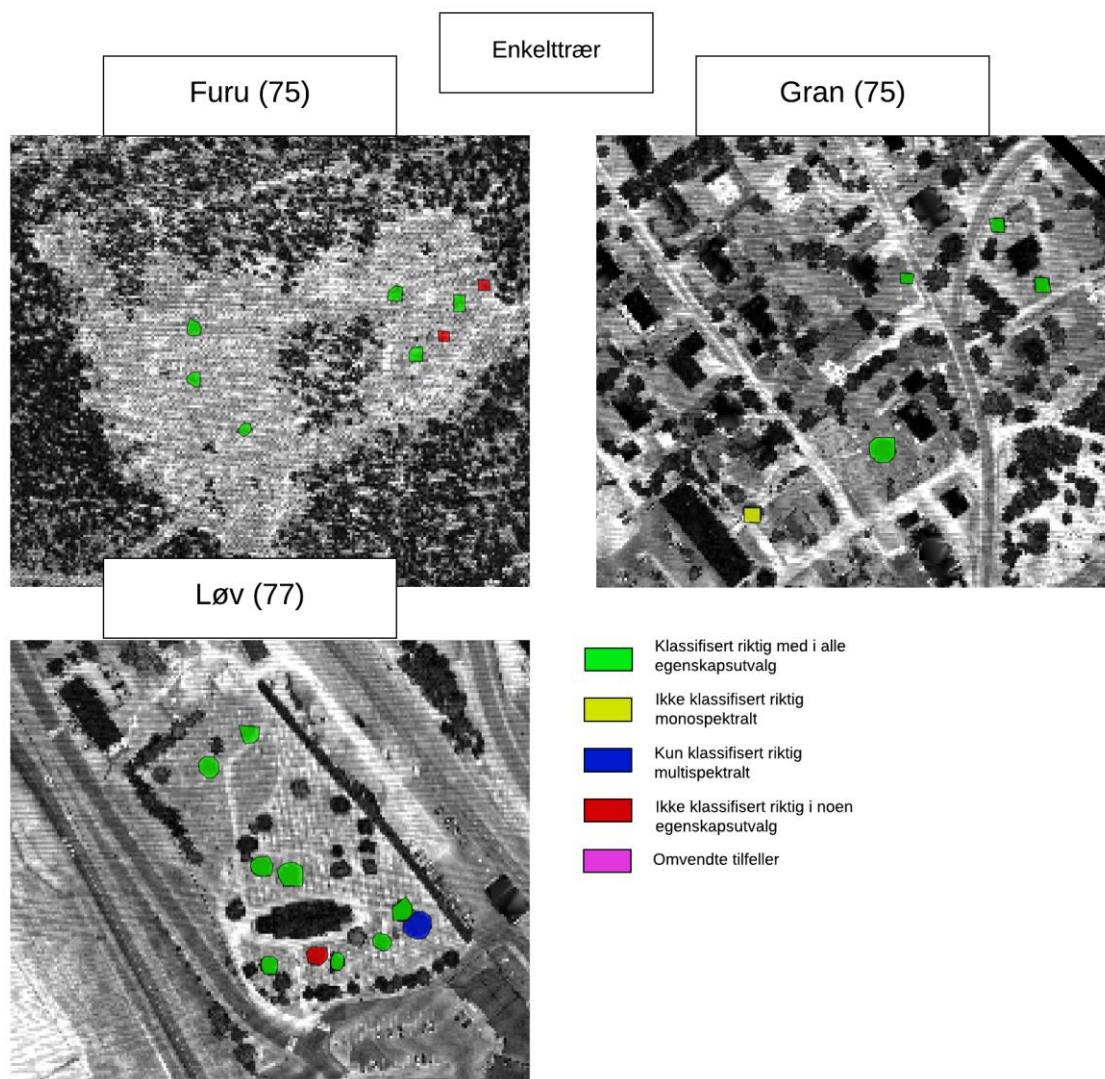 Enkelttrær
Furu (75)
Gran (75)
Løv (77)
Klassifisert riktig med i alle
egenskapsutvalg
Ikke klassifisert riktig
monospektralt
Kun klassifisert riktig
multispektralt
Ikke klassifisert riktig i noen
egenskapsutvalg
Omvendte tilfeller